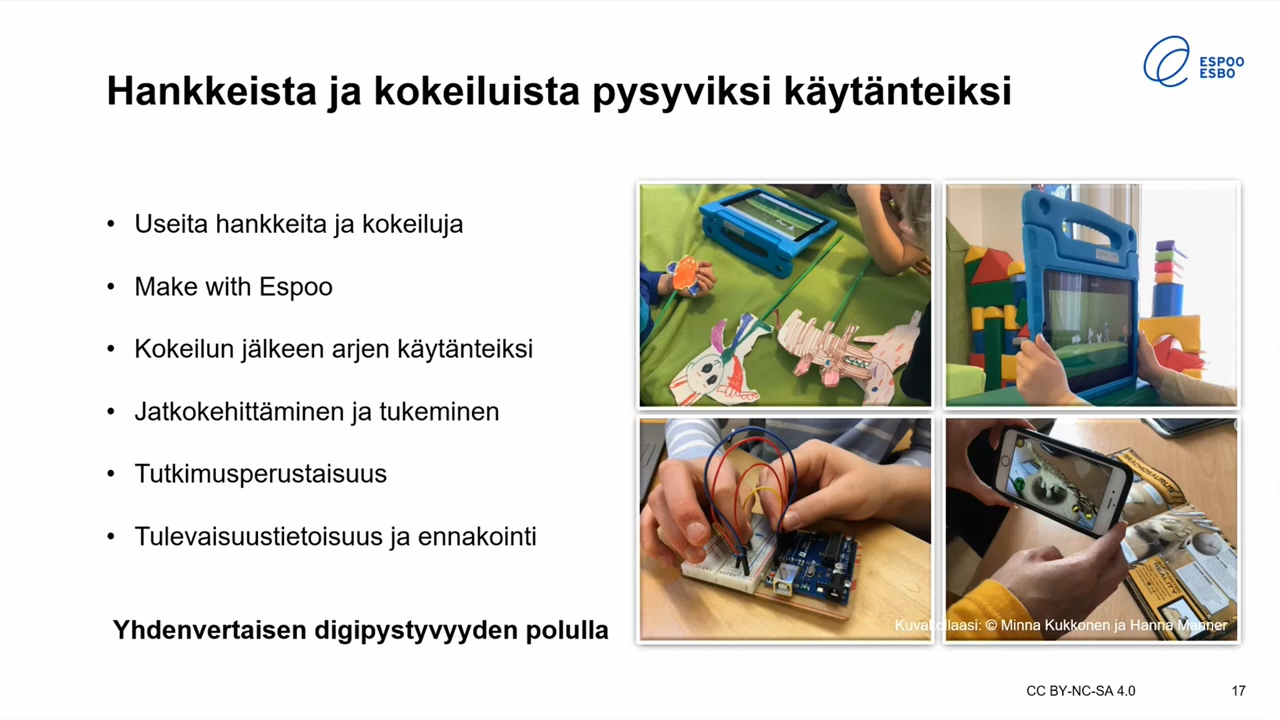 ESPOO
ESBO
Hankkeista ja kokeiluista pysyviksi käytänteiksi
• Useita hankkeita ja kokeiluja
• Make with Espoo
• Kokeilun jälkeen arjen käytänteiksi
• Jatkokehittäminen ja tukeminen
• Tutkimusperustaisuus
• Tulevaisuustietoisuus ja ennakointi
Yhdenvertaisen digipystyvyyden polulla
Kuvakollaasi: © Minna Kukkonen ja Hanna Manner
CC BY-NC-SA 4.0
17